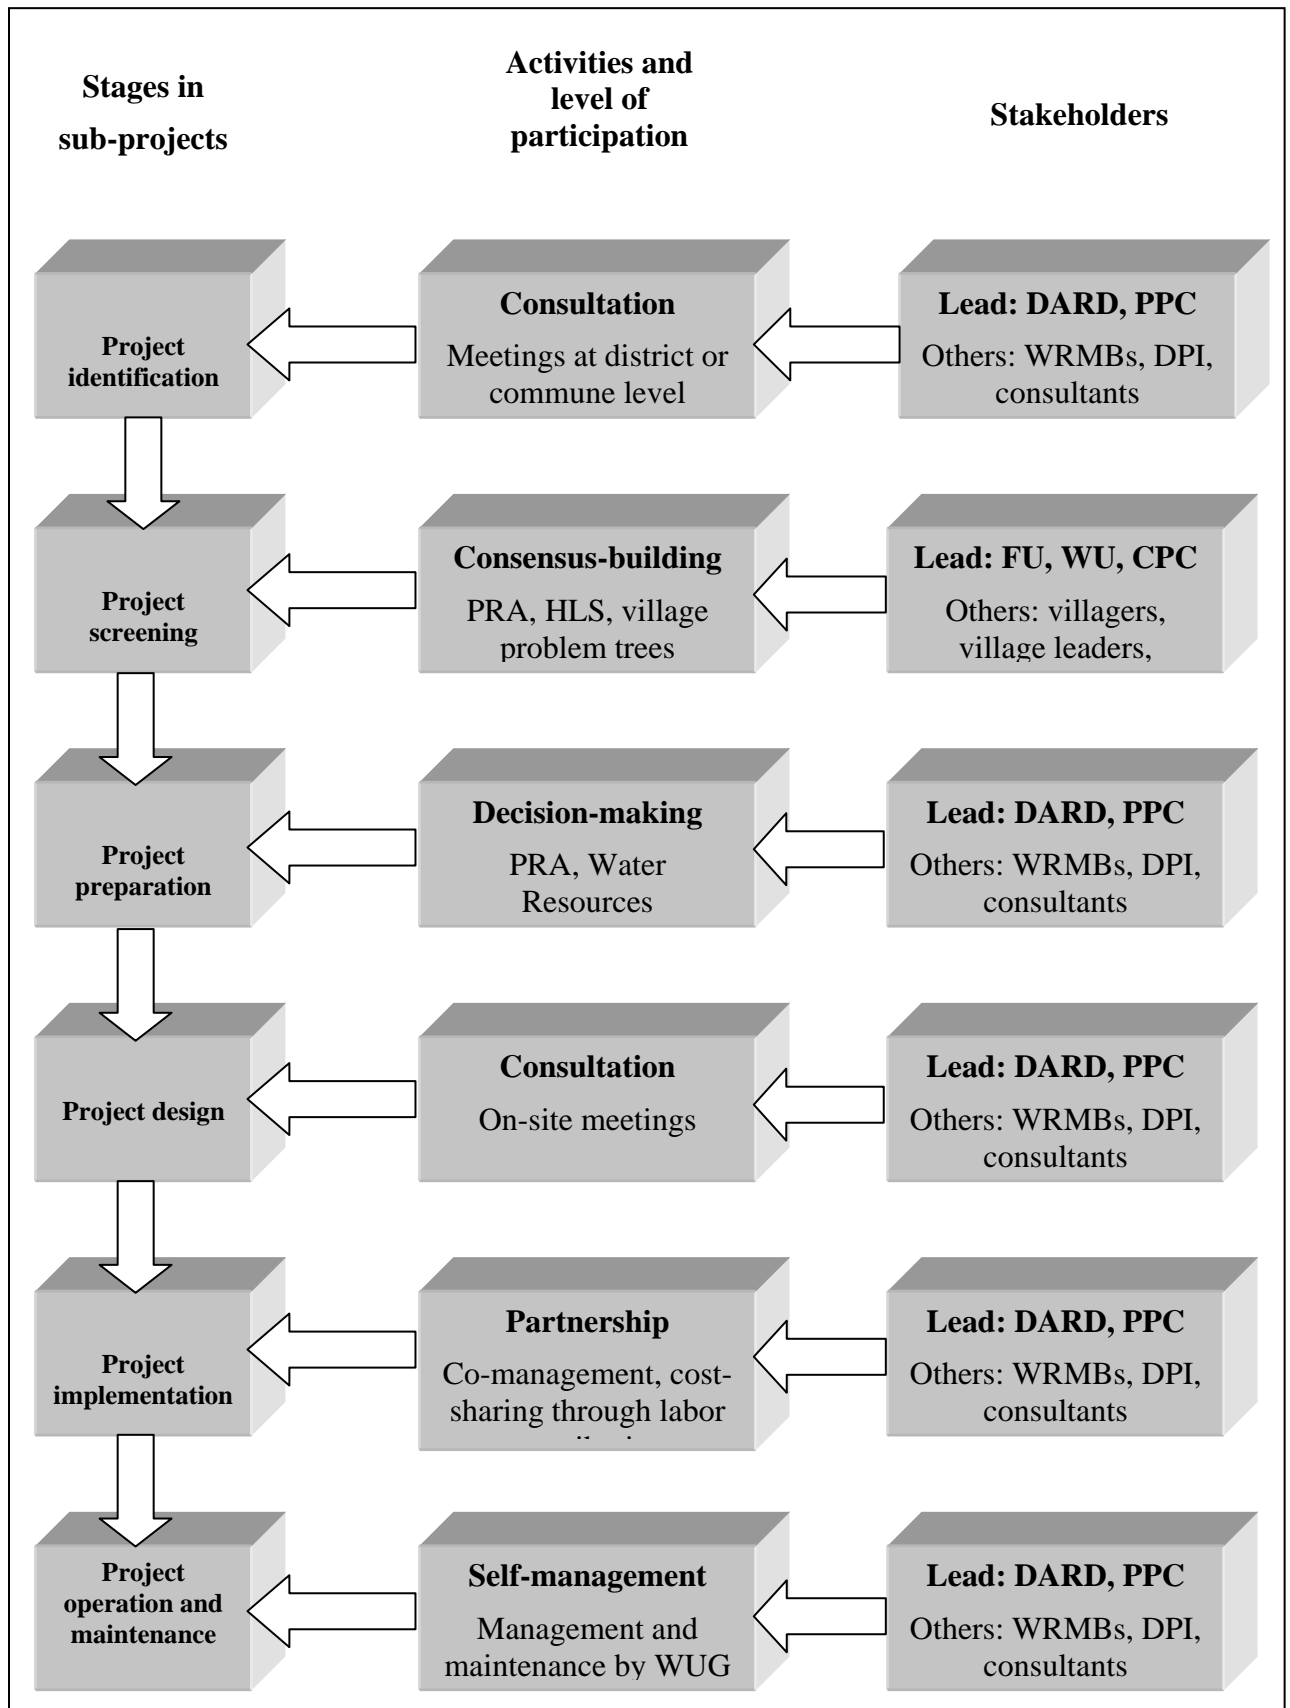 Stages in
sub-projects
Activities and
level of
participation
Stakeholders
Project
identification
Consultation
Meetings at district or
commune level
Lead: DARD, PPC
Others: WRMBs, DPI,
consultants
Project
screening
Consensus-building
PRA, HLS, village
problem trees
Lead: FU, WU, CPC
Others: villagers,
village leaders,
Project
preparation
Decision-making
PRA, Water
Resources
Lead: DARD, PPC
Others: WRMBs, DPI,
consultants
Project design
Consultation
On-site meetings
Lead: DARD, PPC
Others: WRMBs, DPI,
consultants
Project
implementation
Partnership
Co-management, cost-
sharing through labor
Lead: DARD, PPC
Others: WRMBs, DPI,
consultants
Project
operation and
maintenance
Self-management
Management and
maintenance by WUG
Lead: DARD, PPC
Others: WRMBs, DPI,
consultants